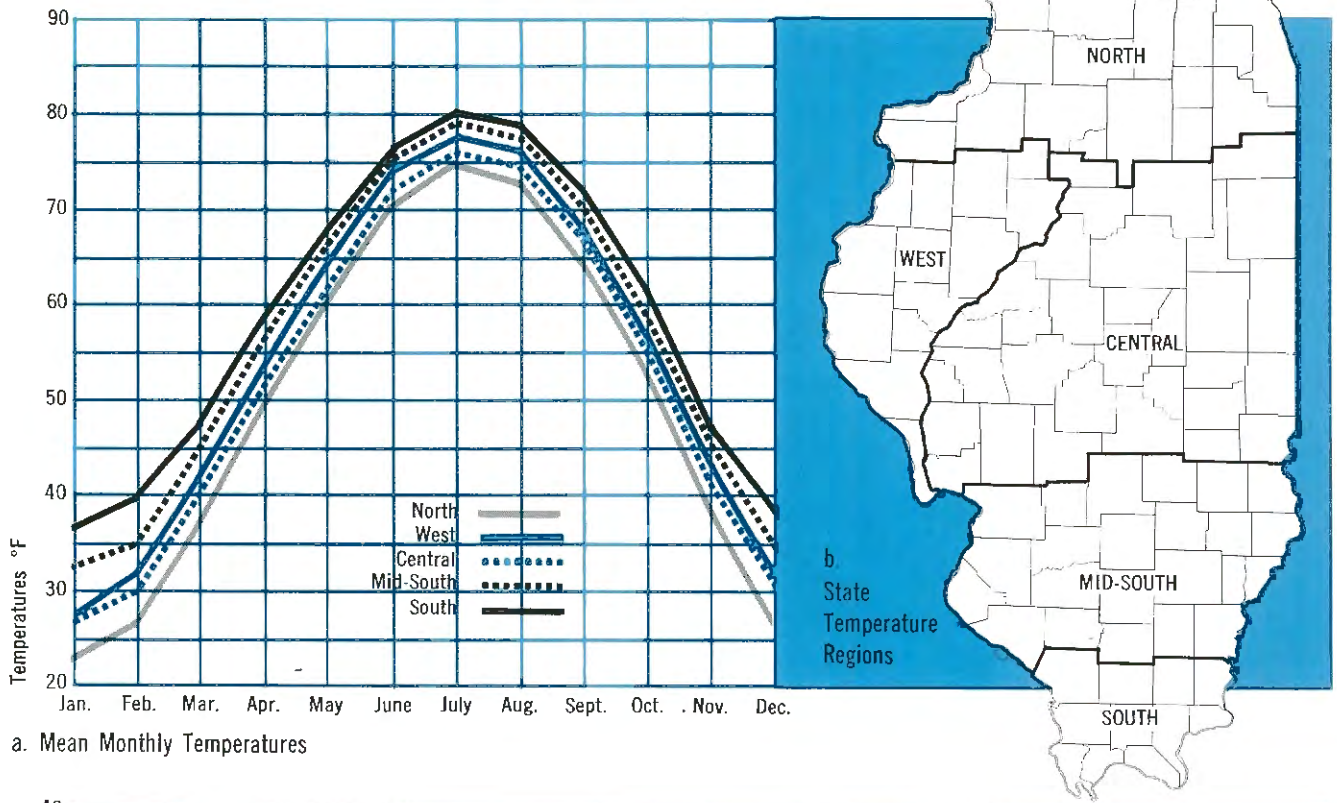 90
80
70
60
50
40
30
20
Temperatures °F
Jan. Feb. Mar. Apr. May June July Aug. Sept. Oct. . Nov. Dec.
North
West
Central
Mid-South
South
a. Mean Monthly Temperatures
NORTH
WEST
CENTRAL
MID-SOUTH
SOUTH
b.
State
Temperature
Regions